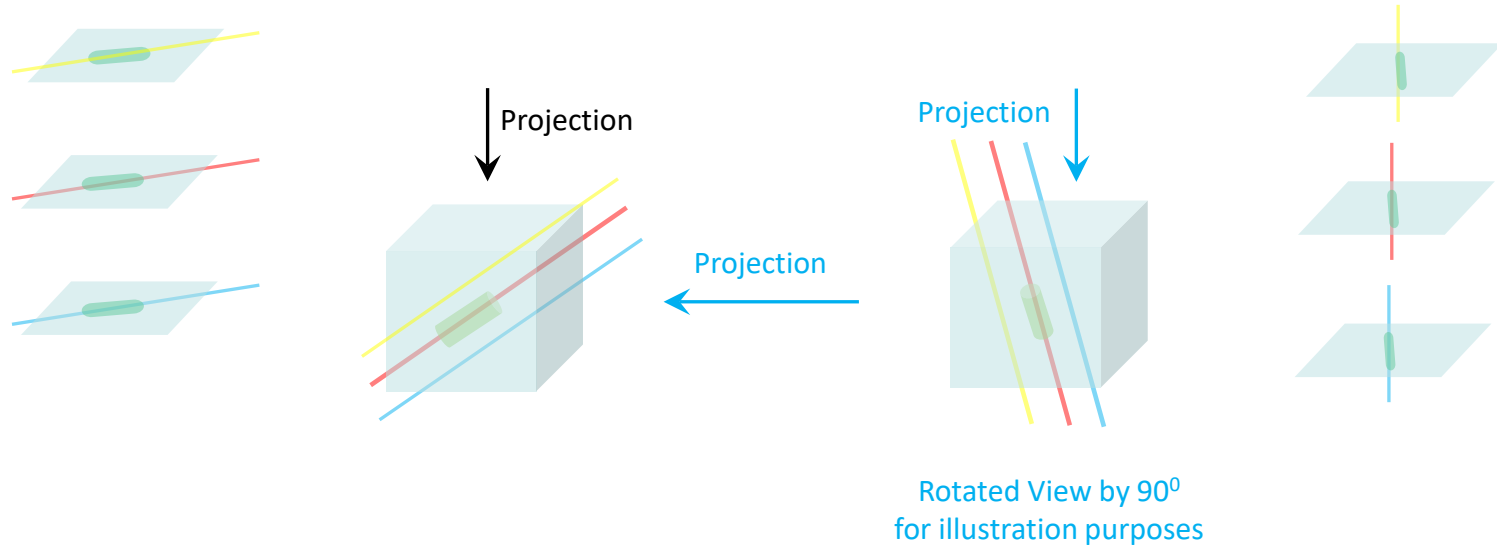 Projection
Projection
Projection
Rotated View by 90⁰
for illustration purposes